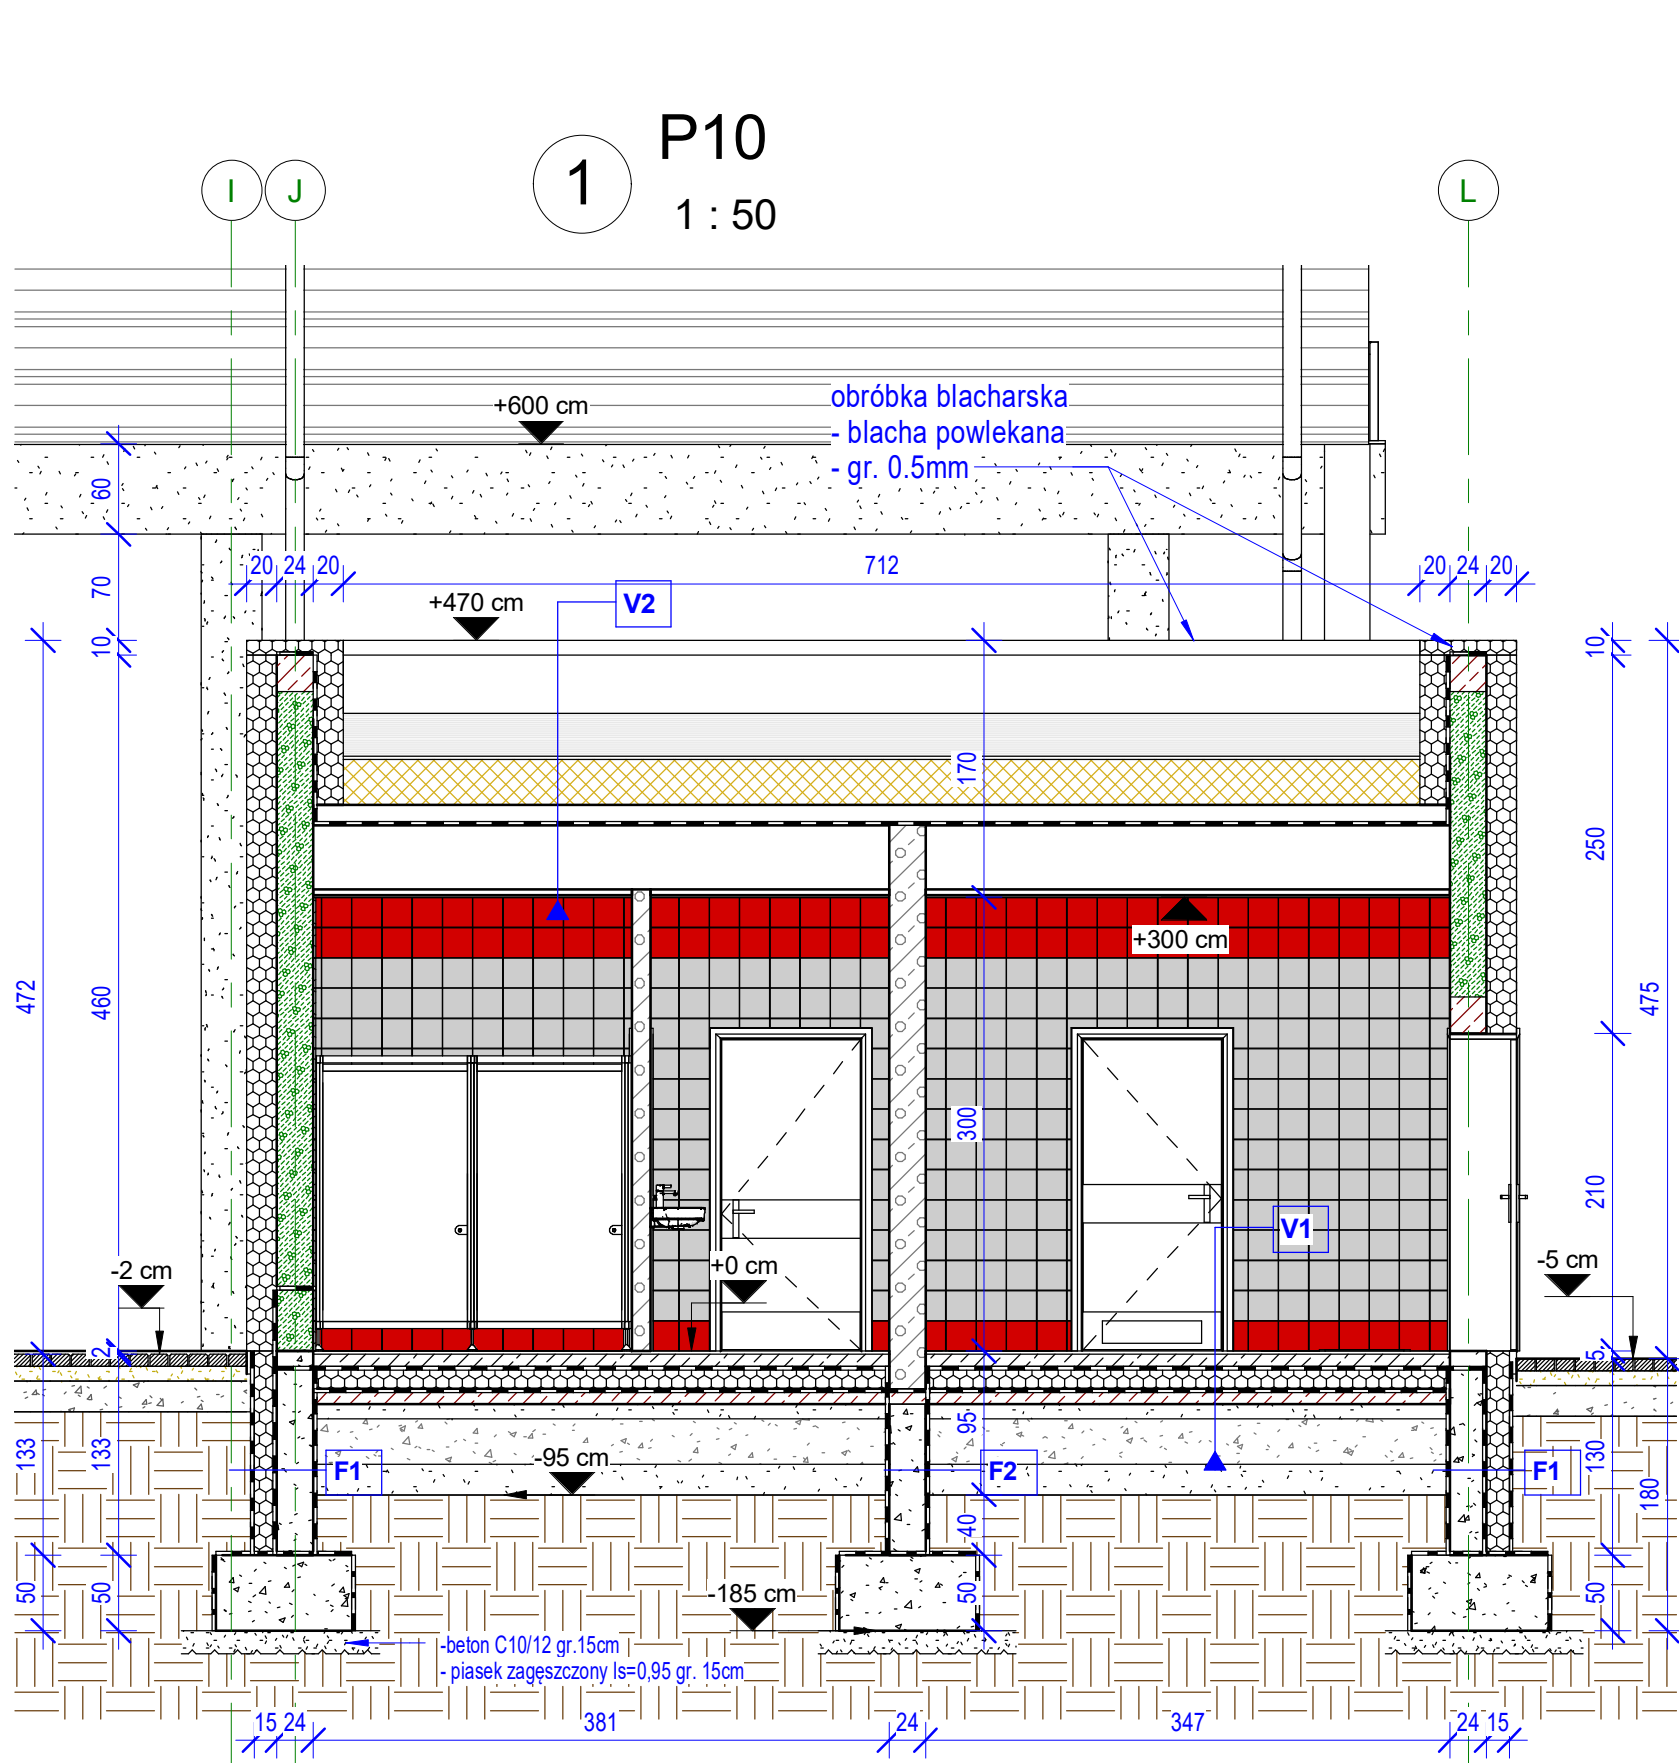 P10
1
1 : 50
I
J
L
+600 cm
obróbka blacharska
- blacha powlekana
- gr. 0.5mm
60
70
10
20
24
20
712
20
24
20
+470 cm
V2
10
170
250
472
460
475
+300 cm
300
210
V1
-2 cm
+0 cm
-5 cm
2
5
133
133
95
130
180
F1
-95 cm
F2
F1
40
50
50
-185 cm
50
50
-beton C10/12 gr.15cm
- piasek zagęszczony Is=0,95 gr. 15cm
15
24
381
24
347
24
15